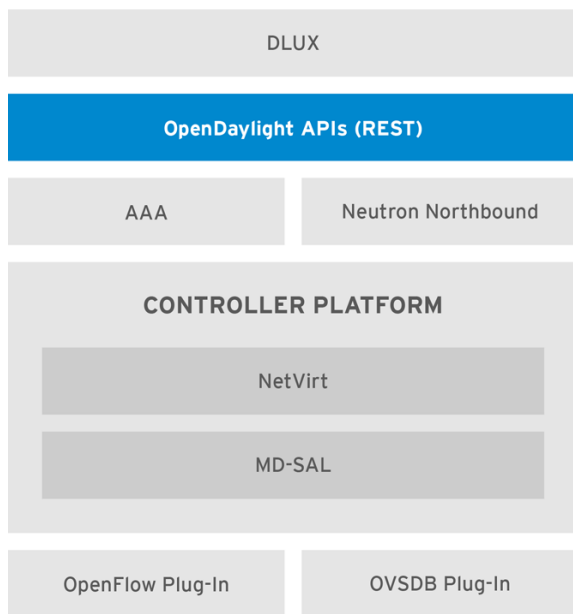 DLUX
OpenDaylight APIs (REST)
AAA
Neutron Northbound
CONTROLLER PLATFORM
NetVirt
MD-SAL
OpenFlow Plug-In
OVSDB Plug-In